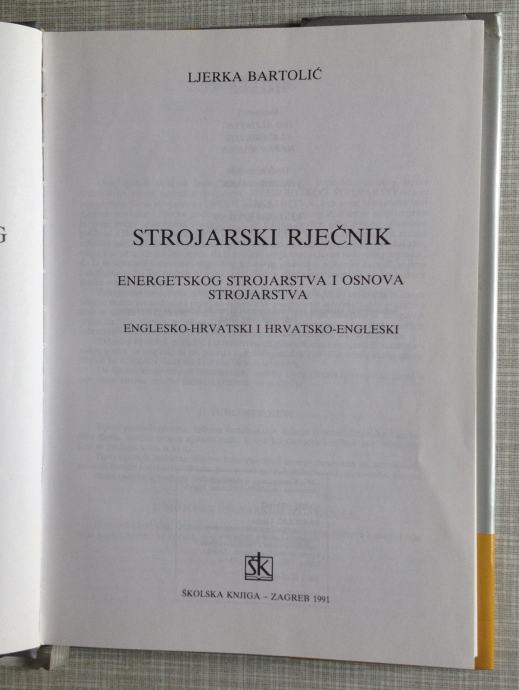 LJERKA BARTOLIĆ
STROJARSKI RJEČNIK
ENERGETSKOG STROJARSTVA I OSNOVA
STROJARSTVA
ENGLESKO-HRVATSKI I HRVATSKO-ENGLESKI
šk
ŠKOLSKA KNJIGA – ZAGREB 1991
G